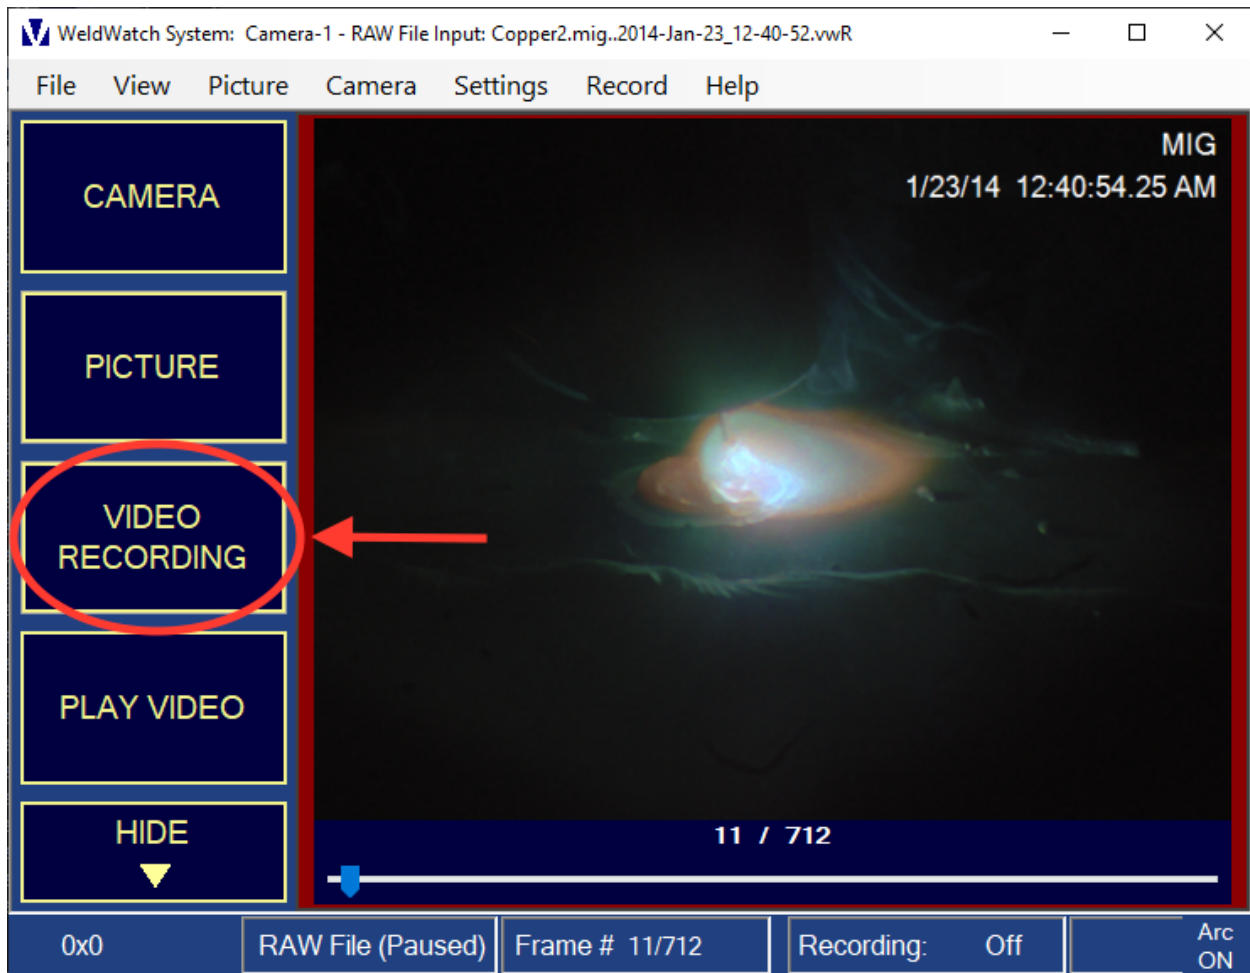 WeldWatch System: Camera-1 - RAW File Input: Copper2.mig..2014-Jan-23_12-40-52.vwR
File View Picture Camera Settings Record Help
CAMERA
PICTURE
VIDEO
RECORDING
PLAY VIDEO
HIDE
MIG
1/23/14 12:40:54.25 AM
11 / 712
0x0
RAW File (Paused)
Frame # 11/712
Recording: Off
Arc
ON